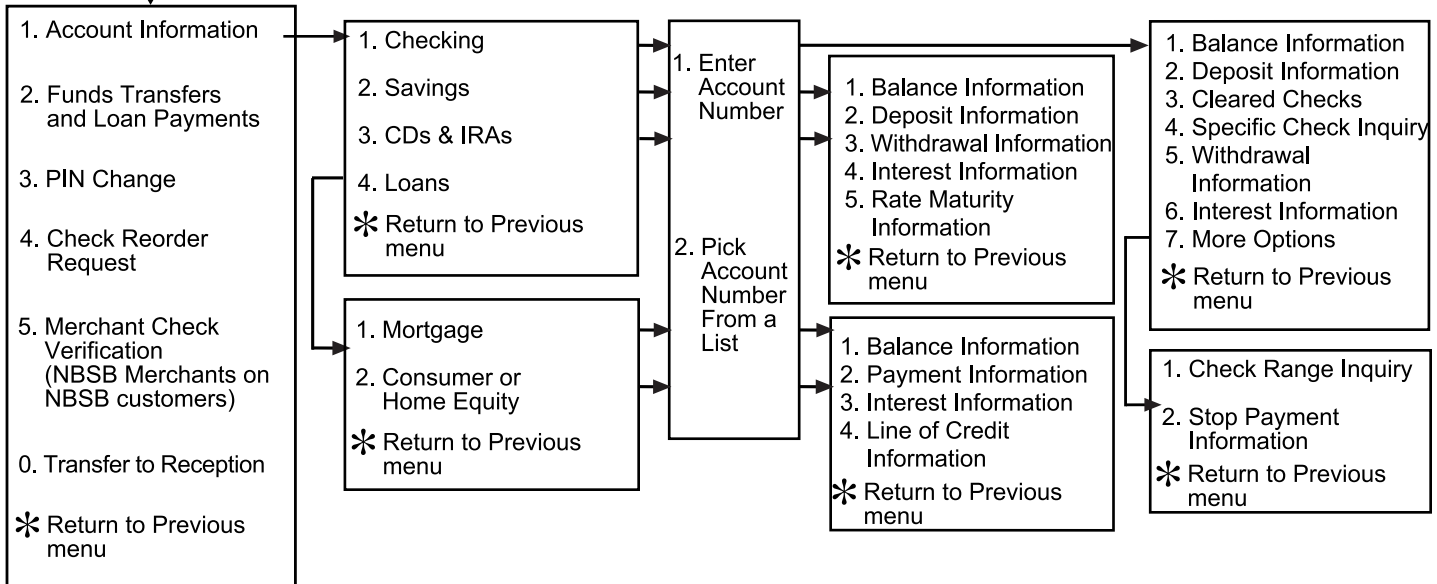 1. Account Information
2. Funds Transfers
and Loan Payments
3. PIN Change
4. Check Reorder
Request
5. Merchant Check
Verification
(NBSB Merchants on
NBSB customers)
0. Transfer to Reception
* Return to Previous
menu
1. Checking
2. Savings
3. CDs & IRAs
4. Loans
* Return to Previous
menu
1. Mortgage
2. Consumer or
Home Equity
* Return to Previous
menu
1. Enter
Account
Number
2. Pick
Account
Number
From a
List
1. Balance Information
2. Deposit Information
3. Withdrawal Information
4. Interest Information
5. Rate Maturity
Information
* Return to Previous
menu
1. Balance Information
2. Payment Information
3. Interest Information
4. Line of Credit
Information
* Return to Previous
menu
1. Balance Information
2. Deposit Information
3. Cleared Checks
4. Specific Check Inquiry
5. Withdrawal
Information
6. Interest Information
7. More Options
* Return to Previous
menu
1. Check Range Inquiry
2. Stop Payment
Information
* Return to Previous
menu